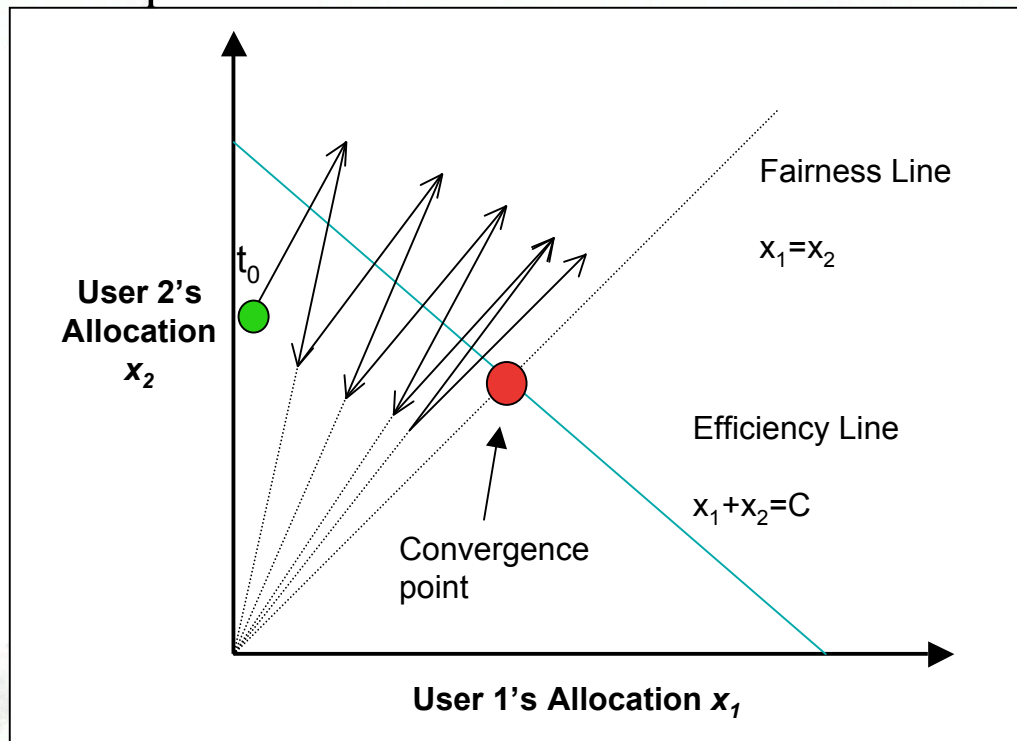 t₀
User 2's
Allocation
x₂
Fairness Line
x₁=x₂
Efficiency Line
x₁+x₂=C
Convergence
point
User 1's Allocation x₁